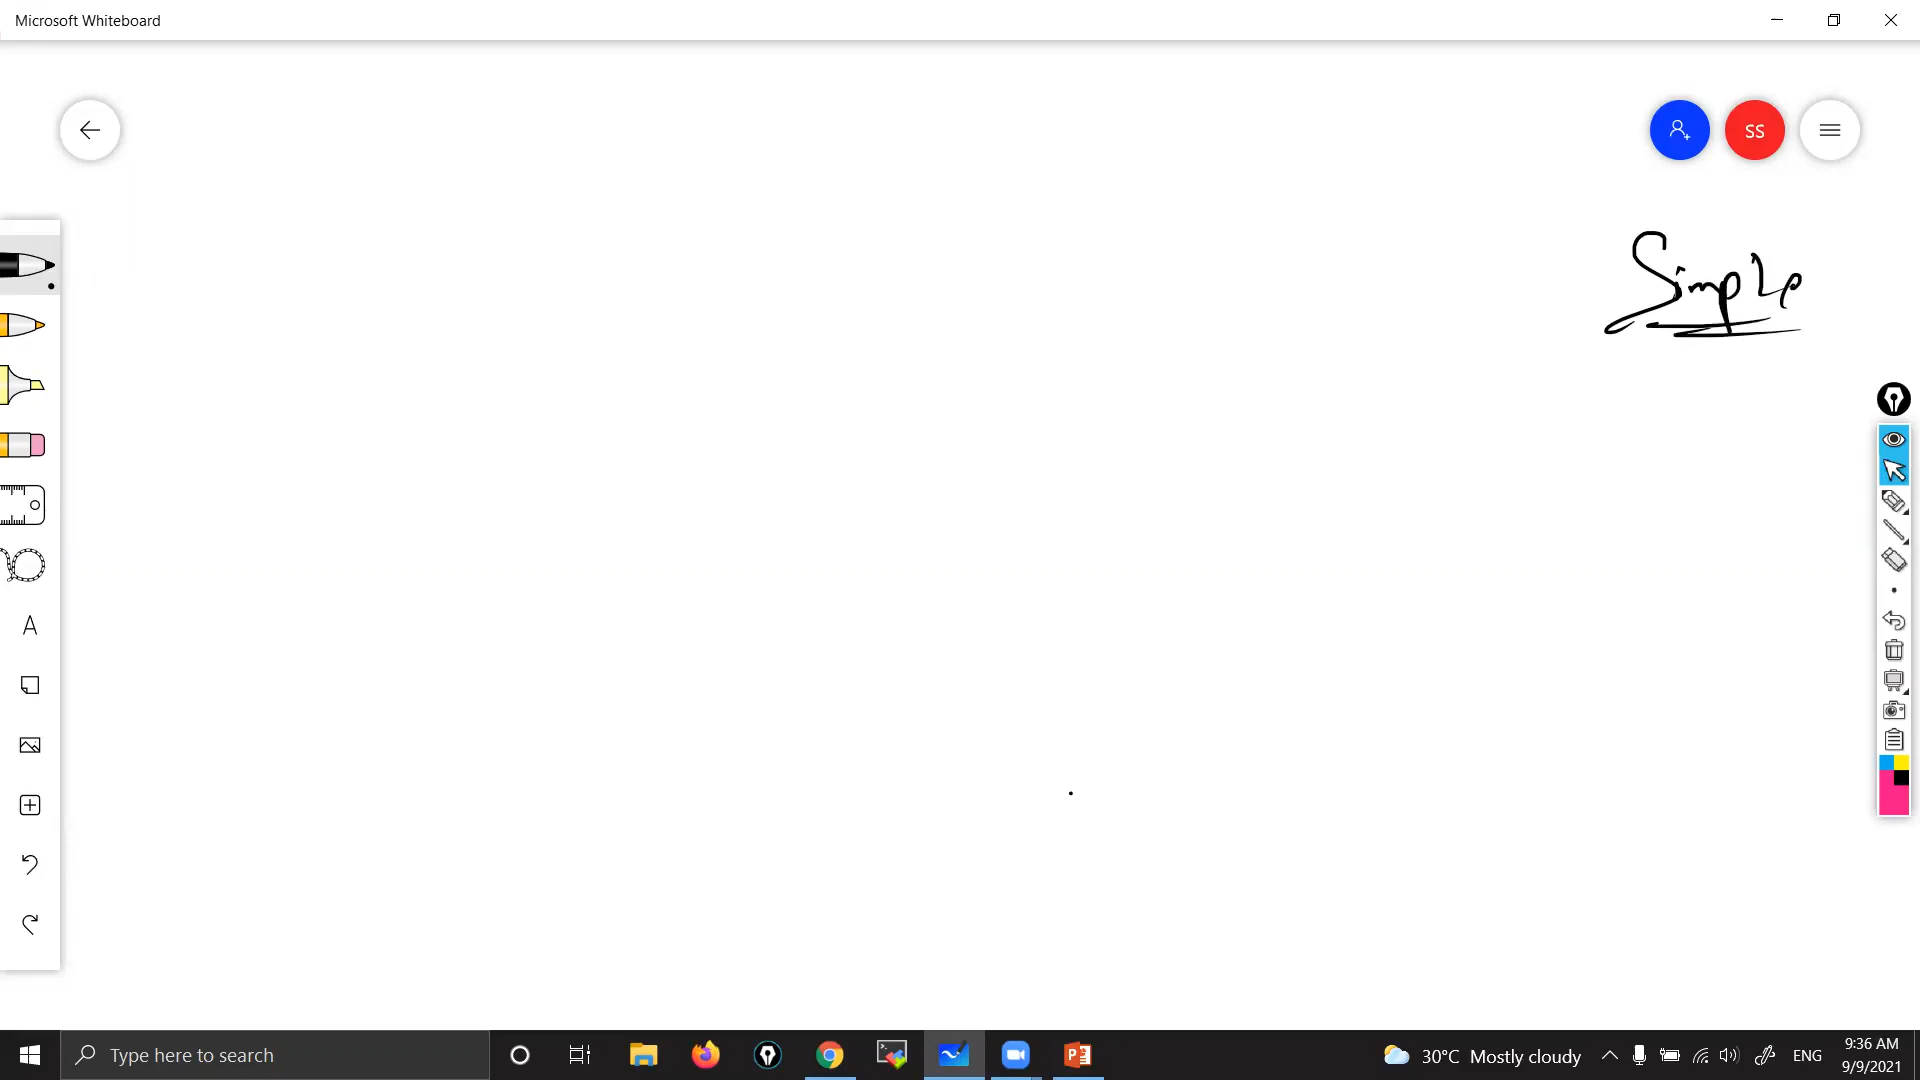 Microsoft Whiteboard
SS
Simple
A
Type here to search
30°C Mostly cloudy
ENG
9:36 AM
9/9/2021